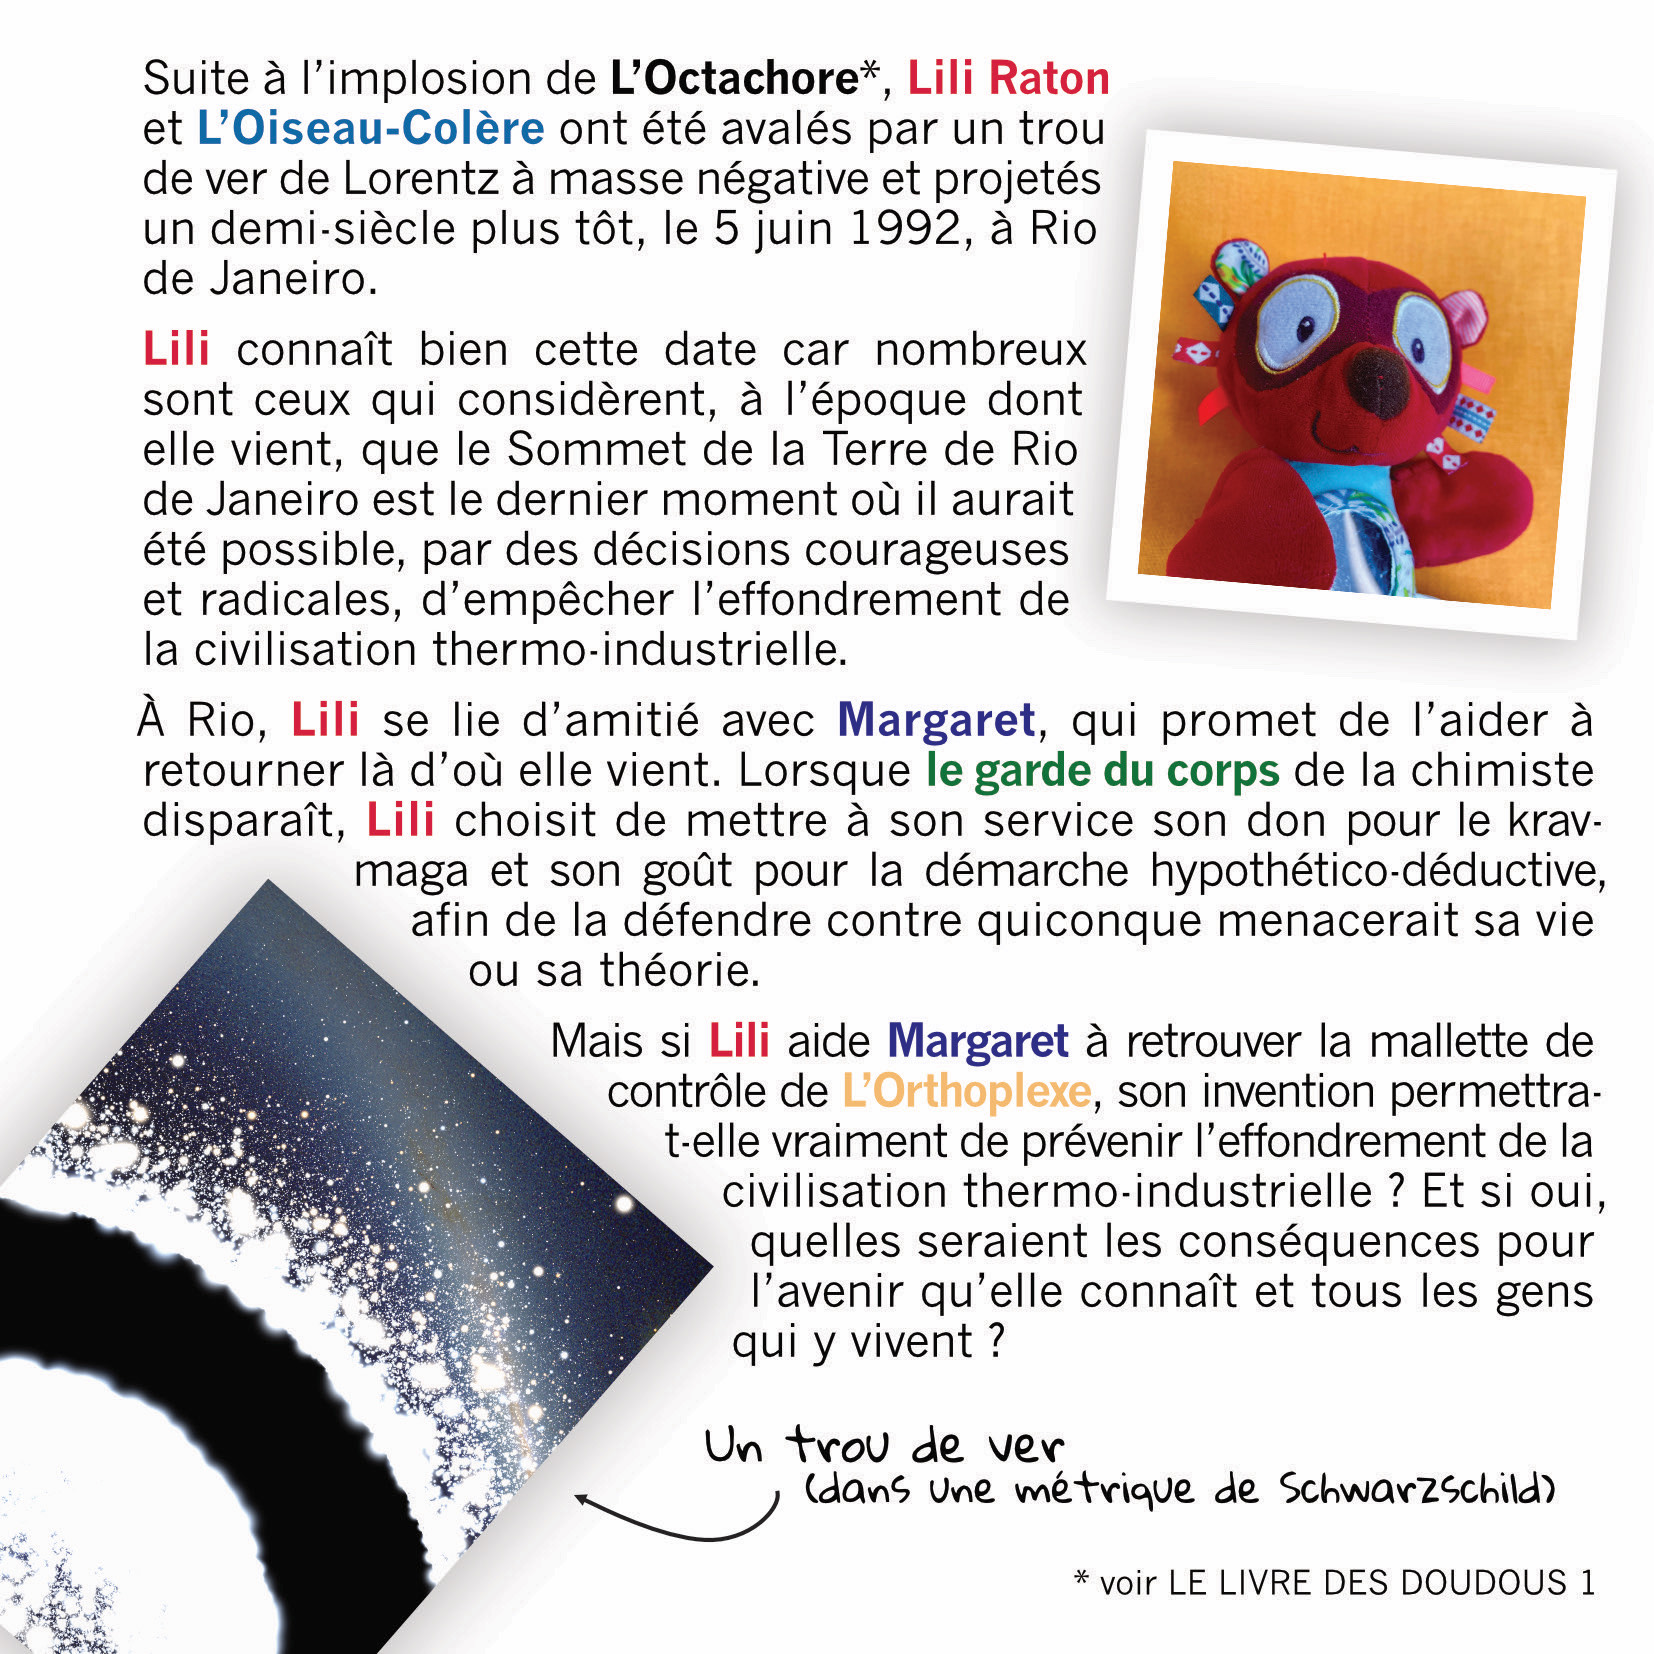 Suite à l’implosion de L’Octachore*, Lili Raton
et L’Oiseau-Colère ont été avalés par un trou
de ver de Lorentz à masse négative et projetés
un demi-siècle plus tôt, le 5 juin 1992, à Rio
de Janeiro.
Lili connaît bien cette date car nombreux
sont ceux qui considèrent, à l’époque dont
elle vient, que le Sommet de la Terre de Rio
de Janeiro est le dernier moment où il aurait
été possible, par des décisions courageuses
et radicales, d’empêcher l’effondrement de
la civilisation thermo-industrielle.
À Rio, Lili se lie d’amitié avec Margaret, qui promet de l’aider à
retourner là d’où elle vient. Lorsque le garde du corps de la chimiste
disparaît, Lili choisit de mettre à son service son don pour le krav-
maga et son goût pour la démarche hypothético-déductive,
afin de la défendre contre quiconque menacerait sa vie
ou sa théorie.
Mais si Lili aide Margaret à retrouver la mallette de
contrôle de L’Orthoplexe, son invention permettra-
t-elle vraiment de prévenir l’effondrement de la
civilisation thermo-industrielle ? Et si oui,
quelles seraient les conséquences pour
l’avenir qu’elle connaît et tous les gens
qui y vivent ?
Un trou de ver
(dans une métrique de Schwarzschild)
* voir LE LIVRE DES DOUDOUS 1